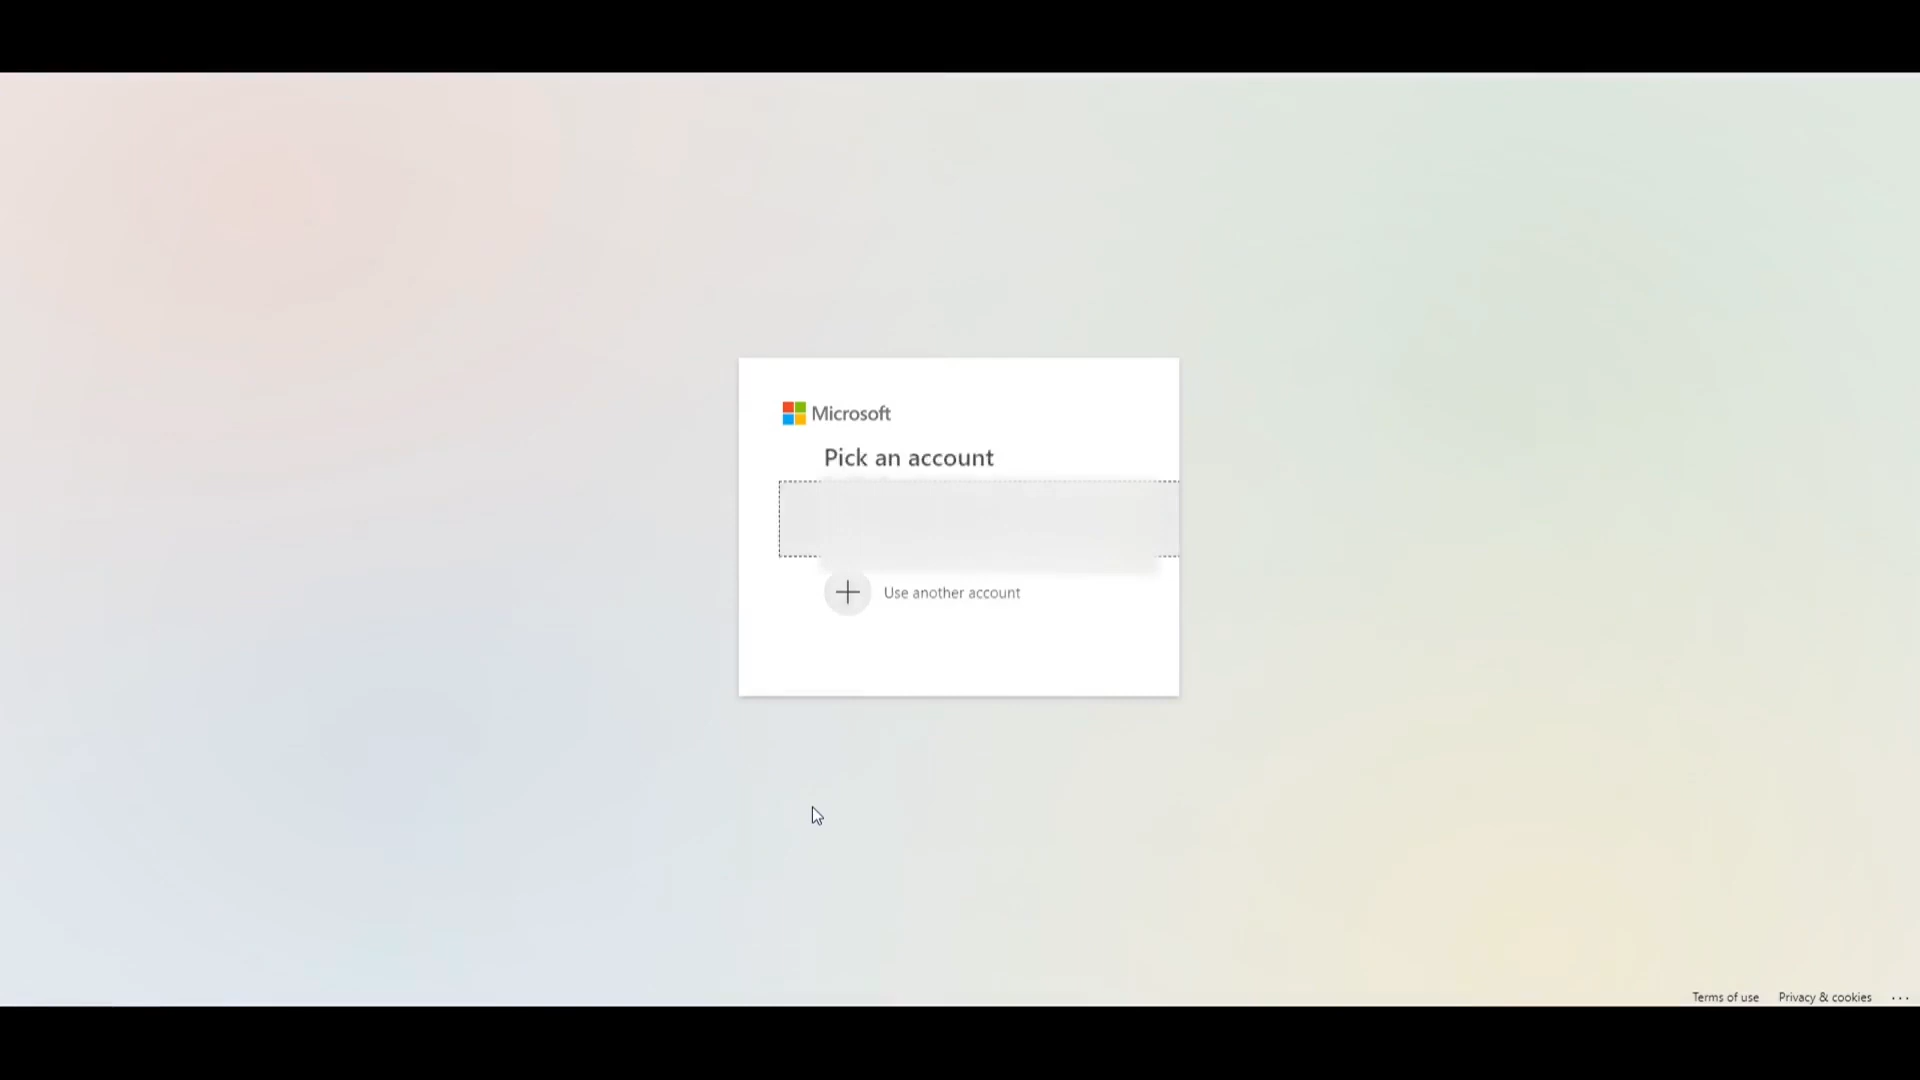 Microsoft
Pick an account
Use another account
Terms of use Privacy & cookies ...